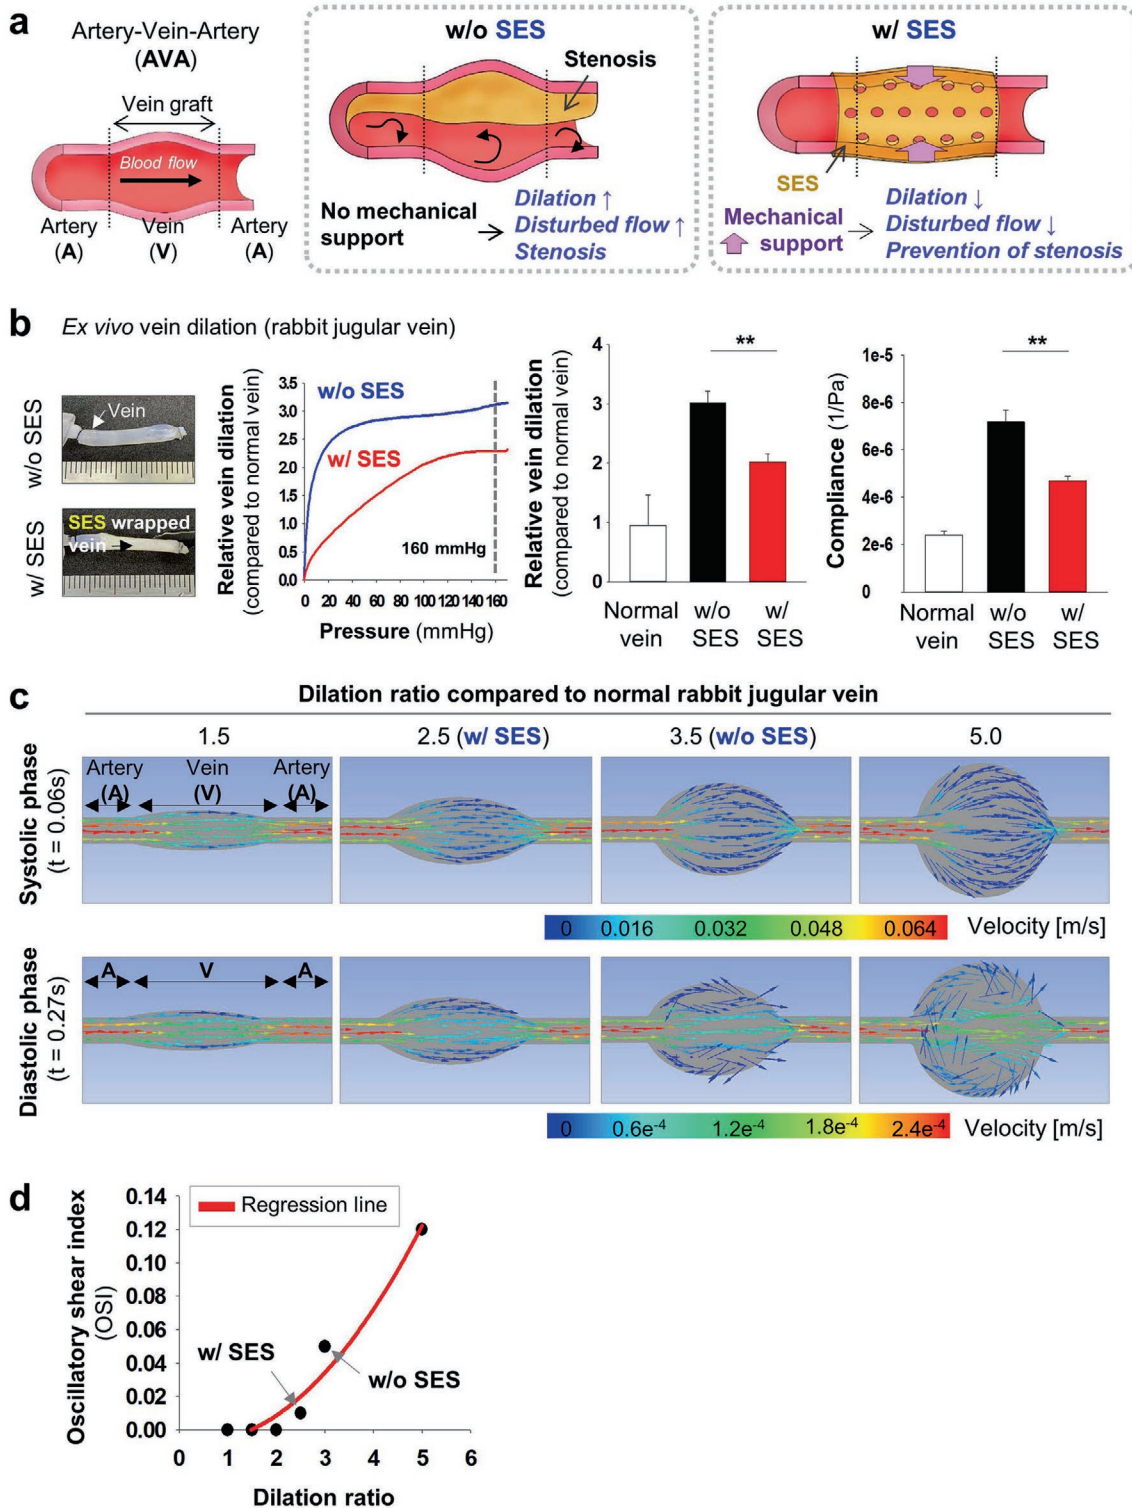 a
Artery-Vein-Artery
(AVA)
Vein graft
Blood flow
Artery
(A)
Vein
(V)
Artery
(A)
w/o SES
Stenosis
No mechanical
support
Dilation ↑
Disturbed flow ↑
Stenosis
w/ SES
SES
Mechanical
support
Dilation ↓
Disturbed flow ↓
Prevention of stenosis
b
Ex vivo vein dilation (rabbit jugular vein)
w/o SES
Vein
w/ SES
SES wrapped
vein
Relative vein dilation
(compared to normal vein)
3.5
3.0
2.5
2.0
1.5
1.0
0.5
0.0
w/o SES
w/ SES
160 mmHg
0 20 40 60 80 100 120 140 160
Pressure (mmHg)
Relative vein dilation
(compared to normal vein)
4
3
2
1
0
**
Normal
vein
w/o
SES
w/
SES
Compliance (1/Pa)
1e-5
8e-6
6e-6
4e-6
2e-6
0
**
Normal
vein
w/o
SES
w/
SES
c
Dilation ratio compared to normal rabbit jugular vein
1.5
2.5 (w/ SES)
3.5 (w/o SES)
5.0
Systolic phase
(t = 0.06s)
Artery
(A)
Vein
(V)
Artery
(A)
0 0.016 0.032 0.048 0.064 Velocity [m/s]
Diastolic phase
(t = 0.27s)
A V A
0 0.6e-4 1.2e-4 1.8e-4 2.4e-4 Velocity [m/s]
d
Oscillatory shear index
(OSI)
0.14
0.12
0.10
0.08
0.06
0.04
0.02
0.00
Regression line
w/ SES
w/o SES
0 1 2 3 4 5 6
Dilation ratio